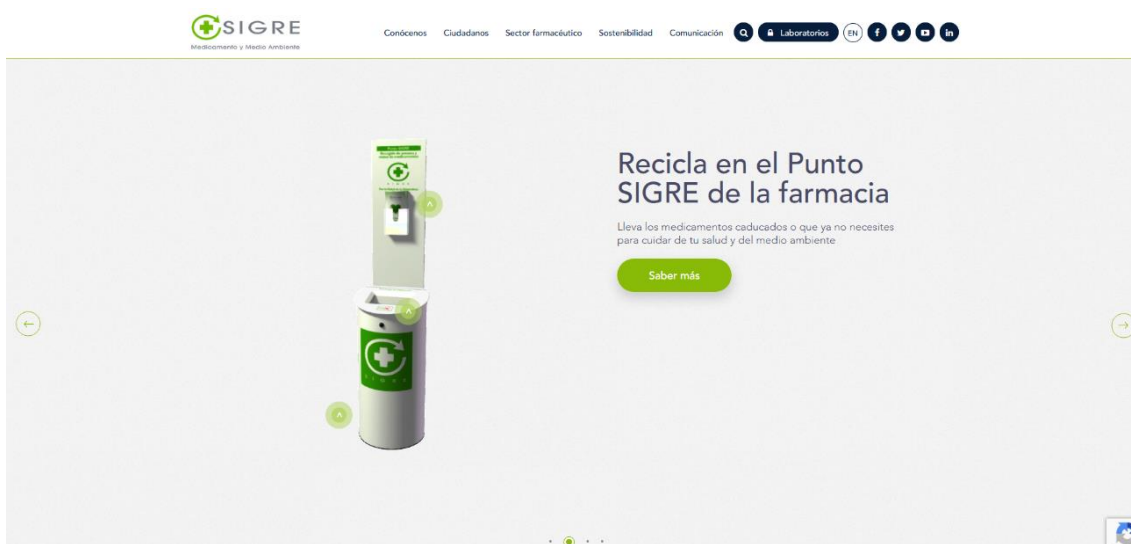 SIGRE
Medicamento y Medio Ambiente
Conócenos Ciudadanos Sector farmacéutico Sostenibilidad Comunicación Laboratorios EN
Recicla en el Punto
SIGRE de la farmacia
Lleva los medicamentos caducados o que ya no necesites
para cuidar de tu salud y del medio ambiente
Saber más
SIGRE
SIGRE